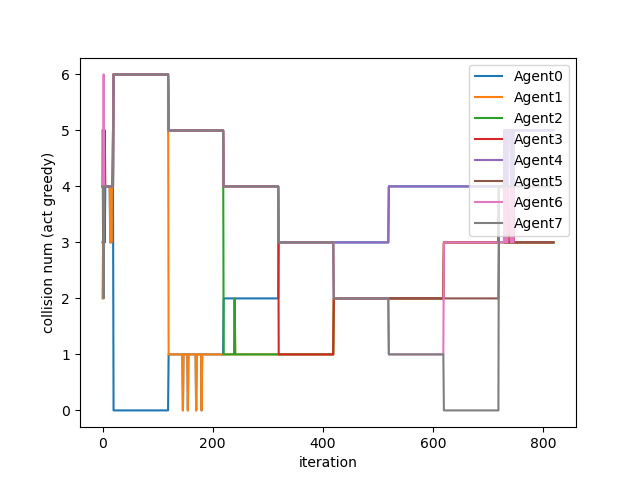 6
5
4
3
2
1
0
collision num (act greedy)
0
200
400
600
800
iteration
Agent0
Agent1
Agent2
Agent3
Agent4
Agent5
Agent6
Agent7